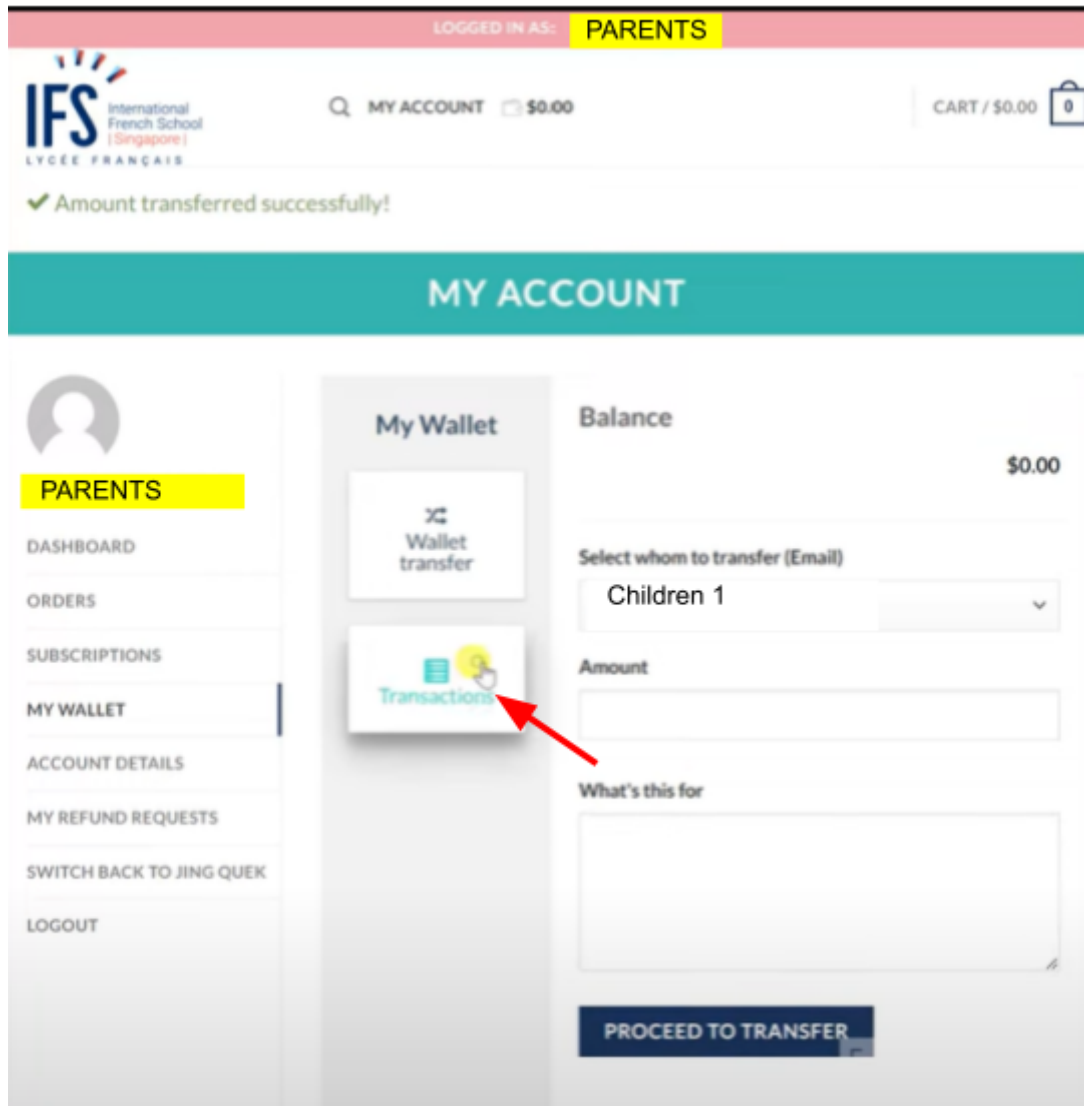 LOGGED IN AS:: PARENTS
IFS International
French School
[Singapore]
LYCÉE FRANÇAIS
MY ACCOUNT $0.00
CART / $0.00 0
Amount transferred successfully!
MY ACCOUNT
PARENTS
DASHBOARD
ORDERS
SUBSCRIPTIONS
MY WALLET
ACCOUNT DETAILS
MY REFUND REQUESTS
SWITCH BACK TO JING QUEK
LOGOUT
My Wallet
Wallet
transfer
Transactions
Balance
$0.00
Select whom to transfer (Email)
Children 1
Amount
What's this for
PROCEED TO TRANSFER